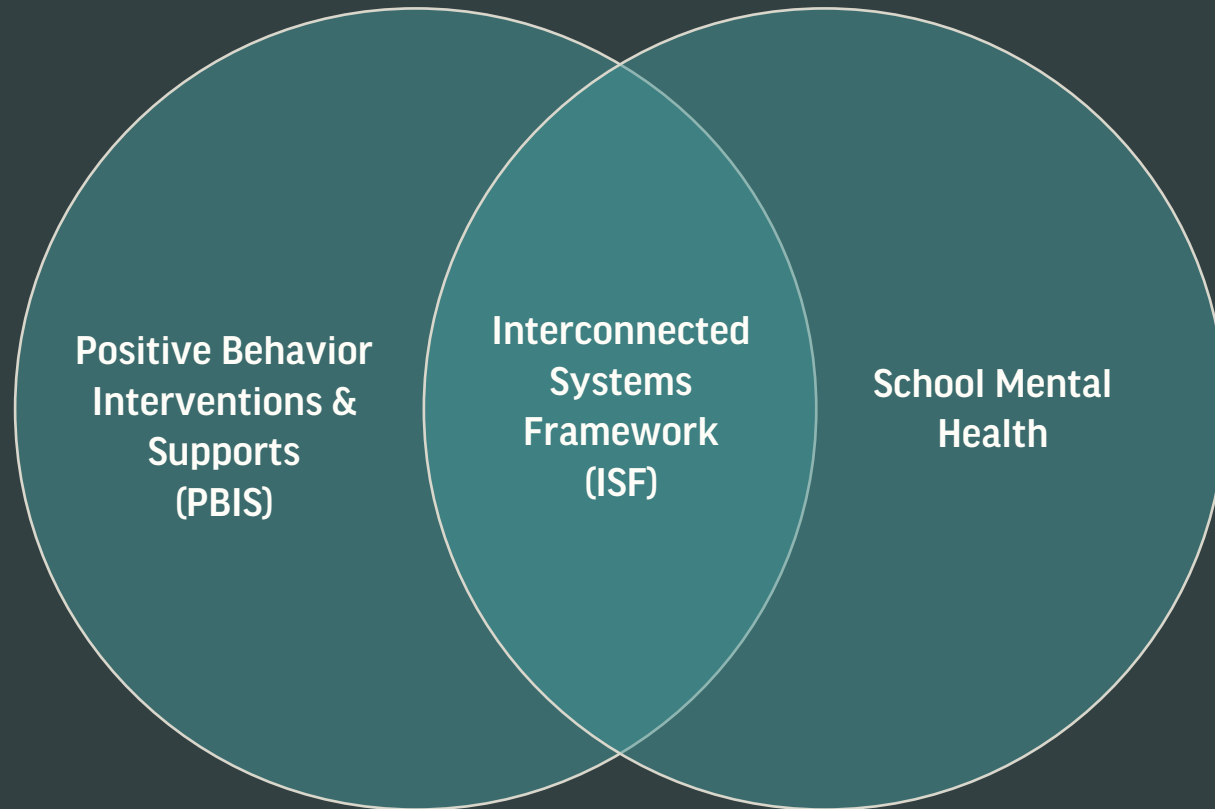 Positive Behavior
Interventions &
Supports
(PBIS)
Interconnected
Systems
Framework
(ISF)
School Mental
Health